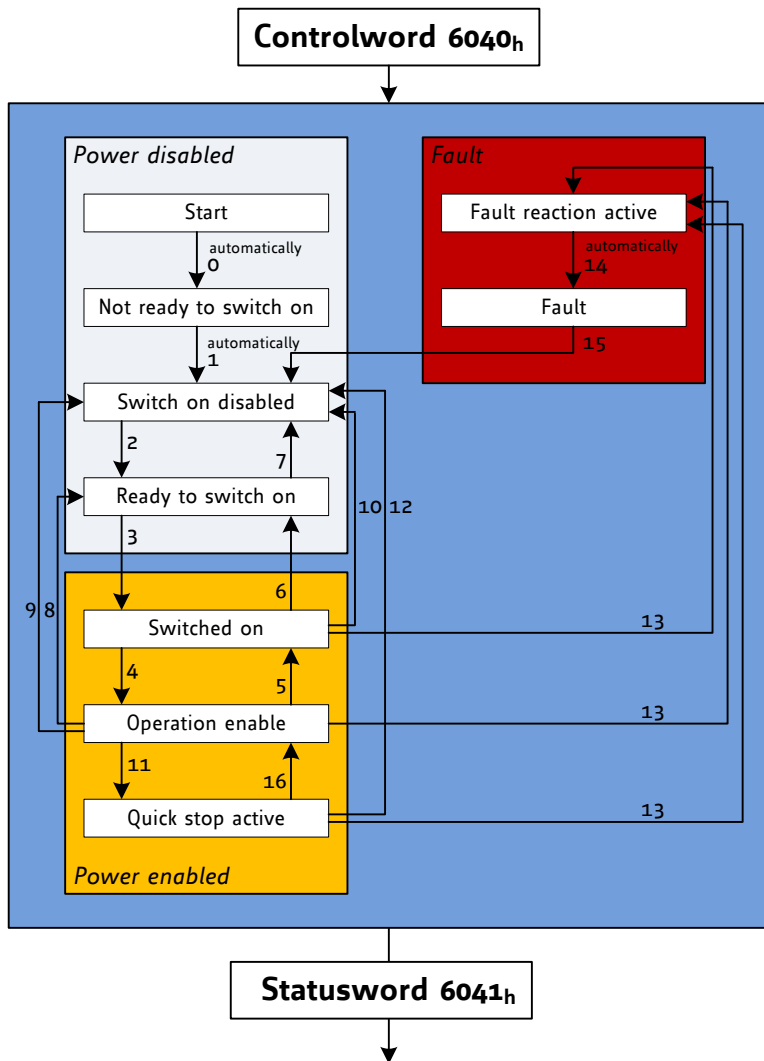 Controlword 6040h
Power disabled
Fault
Start
Fault reaction active
automatically
0
automatically
14
Not ready to switch on
Fault
automatically
1
15
Switch on disabled
2
7
Ready to switch on
10
12
3
6
9
8
Switched on
13
4
5
Operation enable
13
11
16
Quick stop active
13
Power enabled
Statusword 6041h